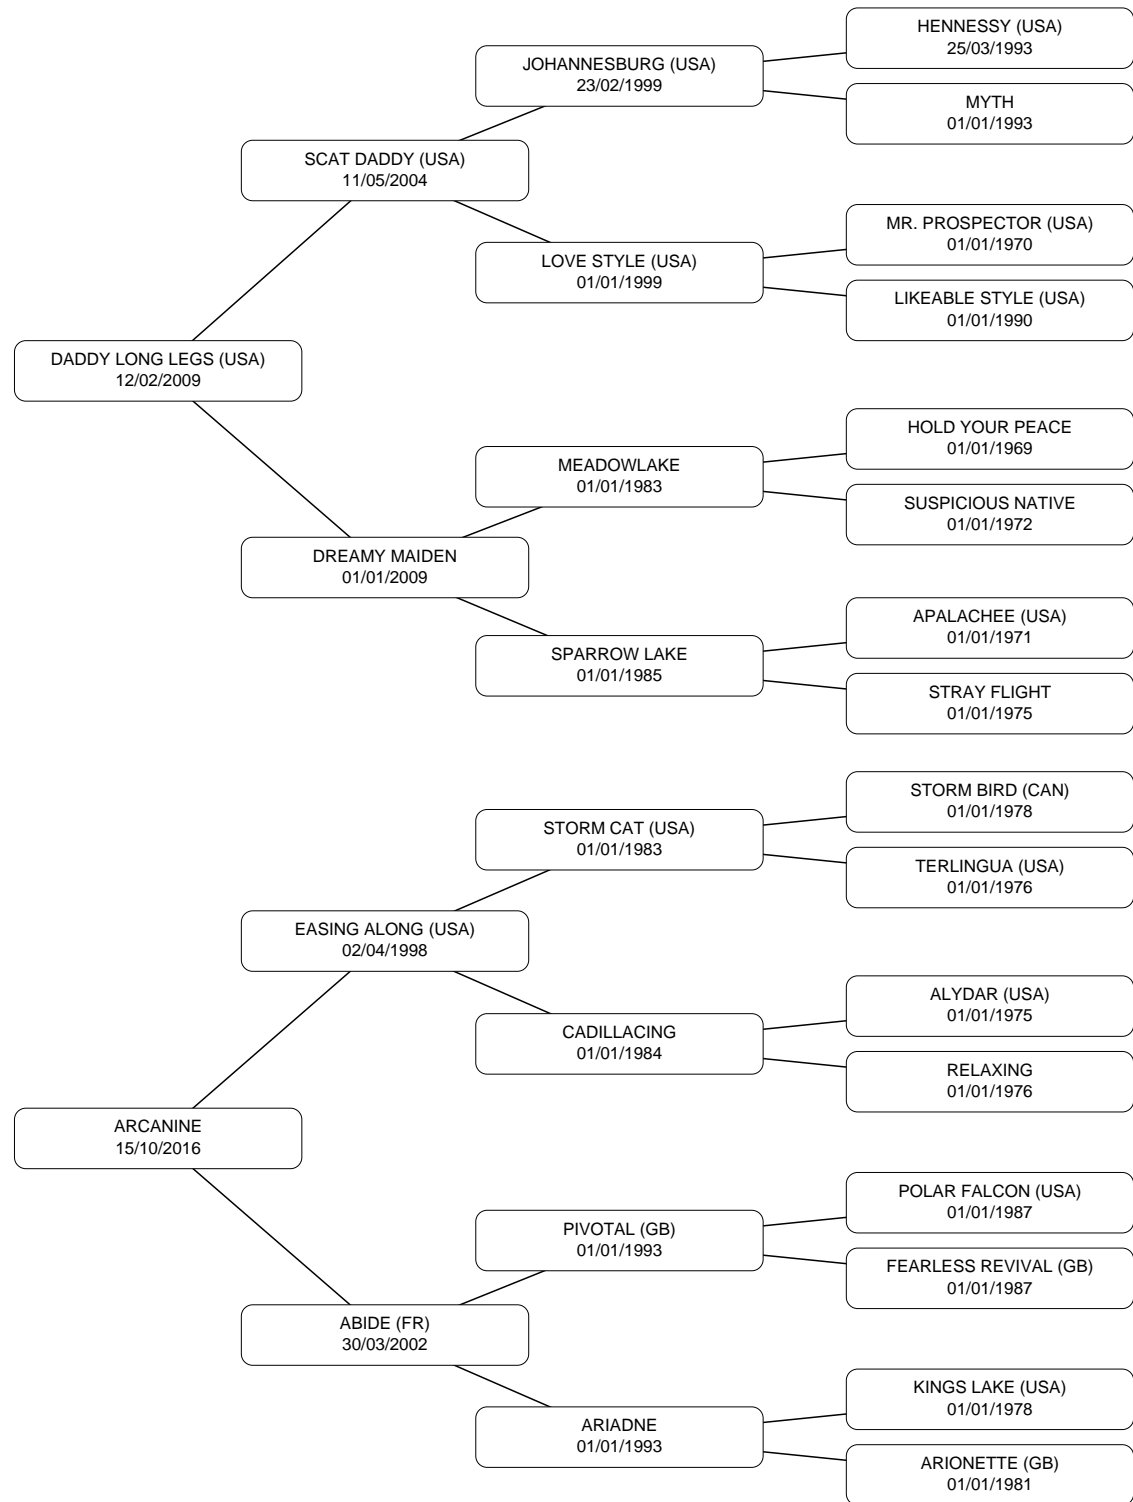 HENNESSY (USA)
25/03/1993
JOHANNESBURG (USA)
23/02/1999
MYTH
01/01/1993
SCAT DADDY (USA)
11/05/2004
MR. PROSPECTOR (USA)
01/01/1970
LOVE STYLE (USA)
01/01/1999
LIKEABLE STYLE (USA)
01/01/1990
DADDY LONG LEGS (USA)
12/02/2009
HOLD YOUR PEACE
01/01/1969
MEADOWLAKE
01/01/1983
SUSPICIOUS NATIVE
01/01/1972
DREAMY MAIDEN
01/01/2009
APALACHEE (USA)
01/01/1971
SPARROW LAKE
01/01/1985
STRAY FLIGHT
01/01/1975
STORM BIRD (CAN)
01/01/1978
STORM CAT (USA)
01/01/1983
TERLINGUA (USA)
01/01/1976
EASING ALONG (USA)
02/04/1998
ALYDAR (USA)
01/01/1975
CADILLACING
01/01/1984
RELAXING
01/01/1976
ARCANINE
15/10/2016
POLAR FALCON (USA)
01/01/1987
PIVOTAL (GB)
01/01/1993
FEARLESS REVIVAL (GB)
01/01/1987
ABIDE (FR)
30/03/2002
KINGS LAKE (USA)
01/01/1978
ARIADNE
01/01/1993
ARIONETTE (GB)
01/01/1981